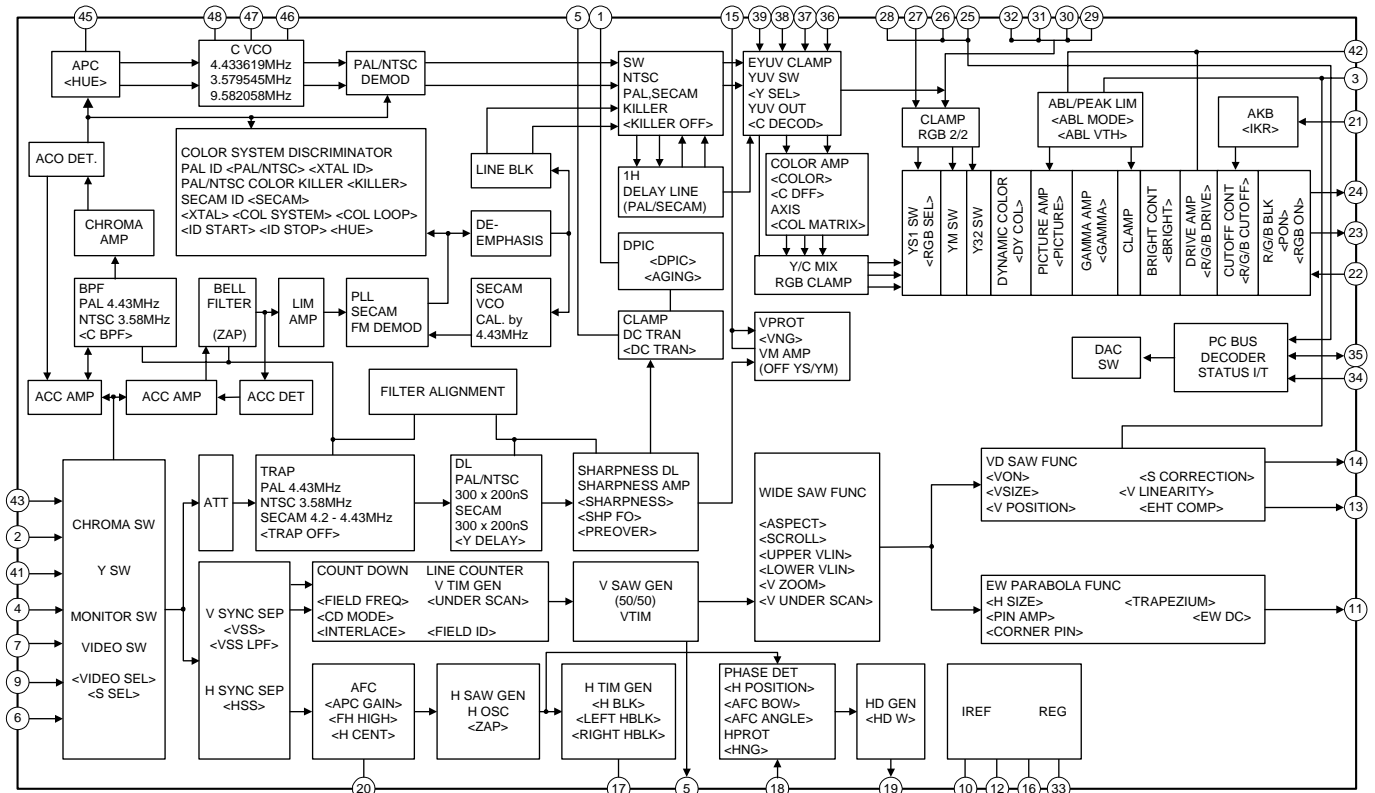 45
48
47
46
5
1
15
39
38
37
36
28
27
26
25
32
31
30
29
42
3
21
24
23
22
35
34
14
13
11
43
2
41
4
7
9
6
20
17
5
18
19
10
12
16
33
APC
<HUE>
C VCO
4.433619MHz
3.579545MHz
9.582058MHz
PAL/NTSC
DEMOD
SW
NTSC
PAL,SECAM
KILLER
<KILLER OFF>
EYUV CLAMP
YUV SW
<Y SEL>
YUV OUT
<C DECOD>
CLAMP
RGB 2/2
ABL/PEAK LIM
<ABL MODE>
<ABL VTH>
AKB
<IKR>
ACO DET.
COLOR SYSTEM DISCRIMINATOR
PAL ID <PAL/NTSC> <XTAL ID>
PAL/NTSC COLOR KILLER <KILLER>
SECAM ID <SECAM>
<XTAL> <COL SYSTEM> <COL LOOP>
<ID START> <ID STOP> <HUE>
LINE BLK
1H
DELAY LINE
(PAL/SECAM)
COLOR AMP
<COLOR>
<C DFF>
AXIS
<COL MATRIX>
YS1 SW
<RGB SEL>
YM SW
Y32 SW
DYNAMIC COLOR
<DY COL>
PICTURE AMP
<PICTURE>
GAMMA AMP
<GAMMA>
CLAMP
BRIGHT CONT
<BRIGHT>
DRIVE AMP
<R/G/B DRIVE>
CUTOFF CONT
<R/G/B CUTOFF>
R/G/B BLK
<PON>
<RGB ON>
CHROMA
AMP
DE-
EMPHASIS
DPIC
<DPIC>
<AGING>
Y/C MIX
RGB CLAMP
BPF
PAL 4.43MHz
NTSC 3.58MHz
<C BPF>
BELL
FILTER
(ZAP)
LIM
AMP
PLL
SECAM
FM DEMOD
SECAM
VCO
CAL. by
4.43MHz
CLAMP
DC TRAN
<DC TRAN>
VPROT
<VNG>
VM AMP
(OFF YS/YM)
DAC
SW
PC BUS
DECODER
STATUS I/T
ACC AMP
ACC AMP
ACC DET
FILTER ALIGNMENT
CHROMA SW
Y SW
MONITOR SW
VIDEO SW
<VIDEO SEL>
<S SEL>
ATT
TRAP
PAL 4.43MHz
NTSC 3.58MHz
SECAM 4.2 - 4.43MHz
<TRAP OFF>
DL
PAL/NTSC
300 x 200nS
SECAM
300 x 200nS
<Y DELAY>
SHARPNESS DL
SHARPNESS AMP
<SHARPNESS>
<SHP FO>
<PREOVER>
WIDE SAW FUNC
<ASPECT>
<SCROLL>
<UPPER VLIN>
<LOWER VLIN>
<V ZOOM>
<V UNDER SCAN>
VD SAW FUNC
<VON> <S CORRECTION>
<VSIZE> <V LINEARITY>
<V POSITION> <EHT COMP>
V SYNC SEP
<VSS>
<VSS LPF>
H SYNC SEP
<HSS>
COUNT DOWN LINE COUNTER
V TIM GEN
<FIELD FREQ> <UNDER SCAN>
<CD MODE>
<INTERLACE> <FIELD ID>
V SAW GEN
(50/50)
VTIM
EW PARABOLA FUNC
<H SIZE> <TRAPEZIUM>
<PIN AMP> <EW DC>
<CORNER PIN>
AFC
<APC GAIN>
<FH HIGH>
<H CENT>
H SAW GEN
H OSC
<ZAP>
H TIM GEN
<H BLK>
<LEFT HBLK>
<RIGHT HBLK>
PHASE DET
<H POSITION>
<AFC BOW>
<AFC ANGLE>
HPROT
<HNG>
HD GEN
<HD W>
IREF REG